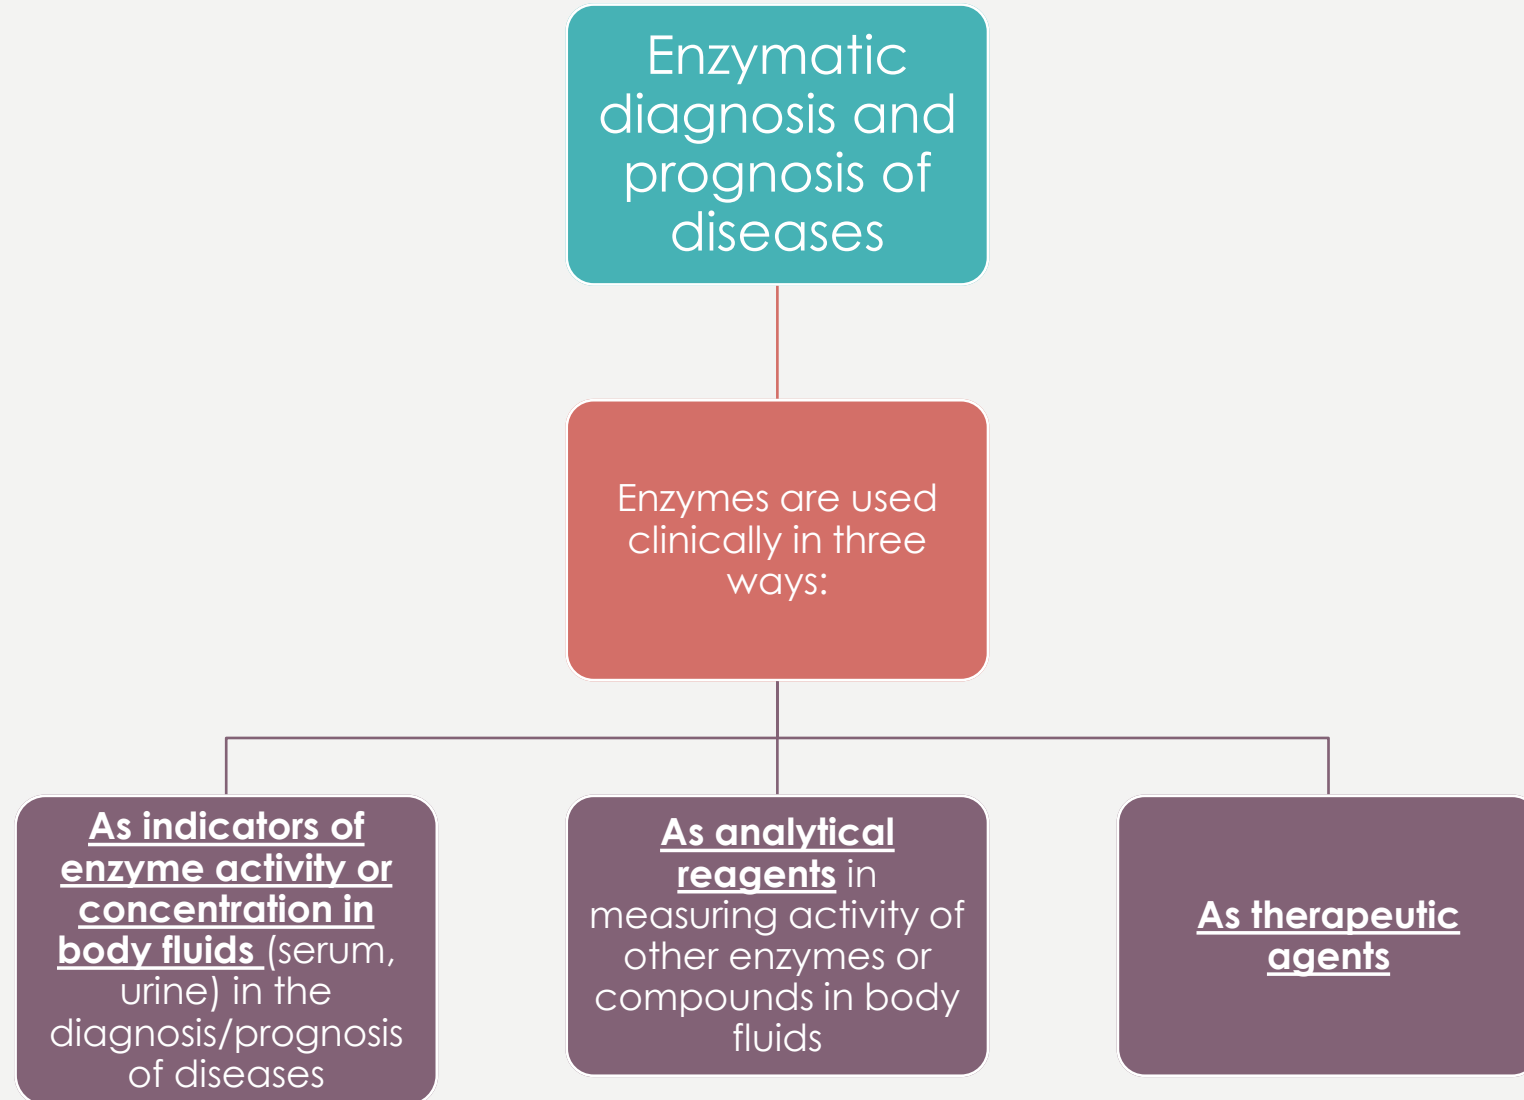 Enzymatic
diagnosis and
prognosis of
diseases
Enzymes are used
clinically in three
ways:
As indicators of
enzyme activity or
concentration in
body fluids (serum,
urine) in the
diagnosis/prognosis
of diseases
As analytical
reagents in
measuring activity of
other enzymes or
compounds in body
fluids
As therapeutic
agents